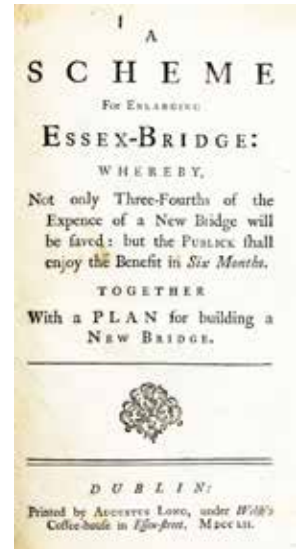 1
A
SCHEME
For ENLARGING
ESSEX-BRIDGE:
WHEREBY,
Not only Three-Fourths of the
Expence of a New Bridge will
be ſaved: but the PUBLICK ſhall
enjoy the Benefit in Six Months.
TOGETHER
With a PLAN for building a
NEW BRIDGE.
DUBLIN:
Printed by AUGUSTUS LONG, under Welſh's
Coffee-houſe in Eſſex-ſtreet. MDCCLII.